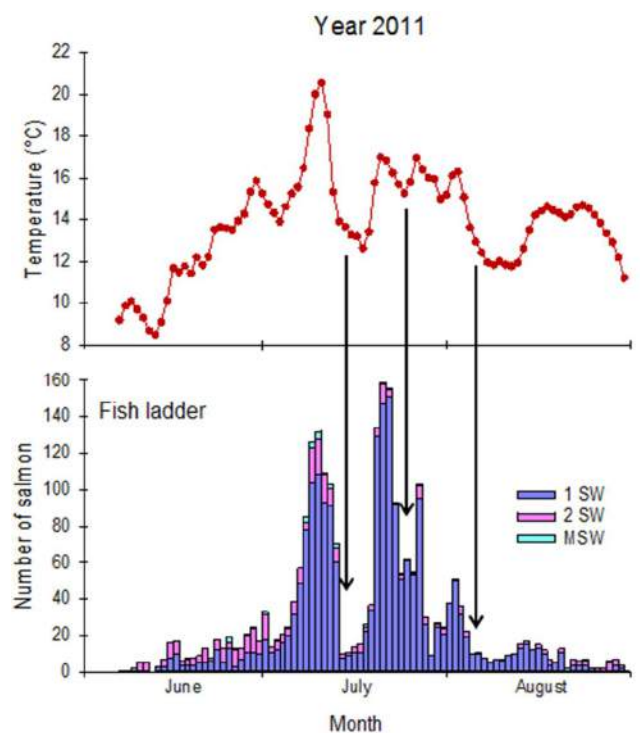 Year 2011
Temperature (°C)
22
20
18
16
14
12
10
8
Fish ladder
Number of salmon
160
140
120
100
80
60
40
20
0
1 SW
2 SW
MSW
June
July
August
Month